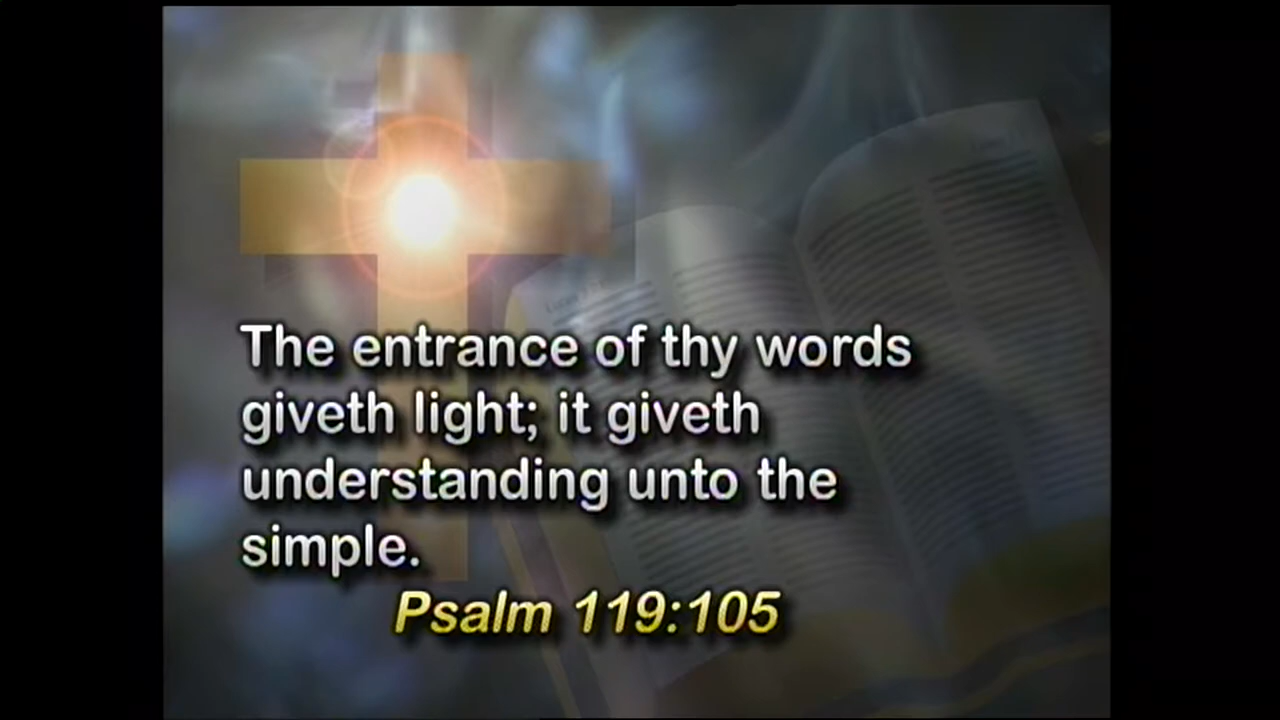 The entrance of thy words
giveth light; it giveth
understanding unto the
simple.
Psalm 119:105